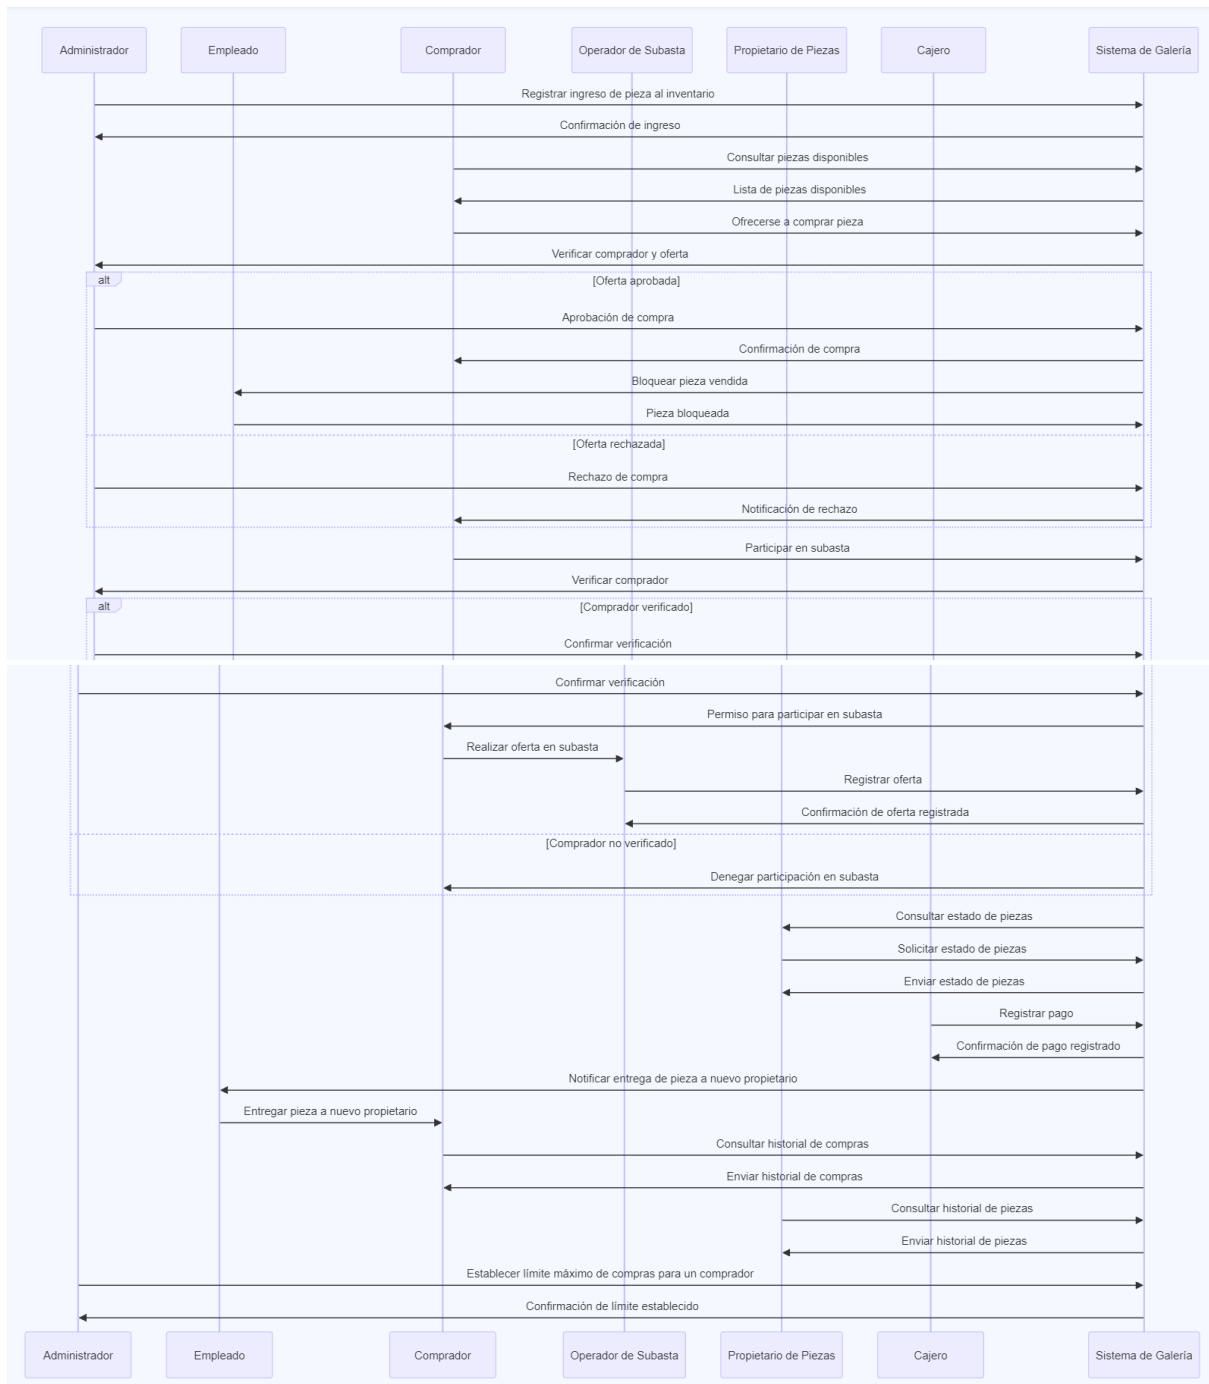 Administrador
Empleado
Comprador
Operador de Subasta
Propietario de Piezas
Cajero
Sistema de Galería
Registrar ingreso de pieza al inventario
Confirmación de ingreso
Consultar piezas disponibles
Lista de piezas disponibles
Ofrecerse a comprar pieza
Verificar comprador y oferta
alt
[Oferta aprobada]
Aprobación de compra
Confirmación de compra
Bloquear pieza vendida
Pieza bloqueada
[Oferta rechazada]
Rechazo de compra
Notificación de rechazo
Participar en subasta
Verificar comprador
alt
[Comprador verificado]
Confirmar verificación
Confirmar verificación
Permiso para participar en subasta
Realizar oferta en subasta
Registrar oferta
Confirmación de oferta registrada
[Comprador no verificado]
Denegar participación en subasta
Consultar estado de piezas
Solicitar estado de piezas
Enviar estado de piezas
Registrar pago
Confirmación de pago registrado
Notificar entrega de pieza a nuevo propietario
Entregar pieza a nuevo propietario
Consultar historial de compras
Enviar historial de compras
Consultar historial de piezas
Enviar historial de piezas
Establecer límite máximo de compras para un comprador
Confirmación de límite establecido
Administrador
Empleado
Comprador
Operador de Subasta
Propietario de Piezas
Cajero
Sistema de Galería